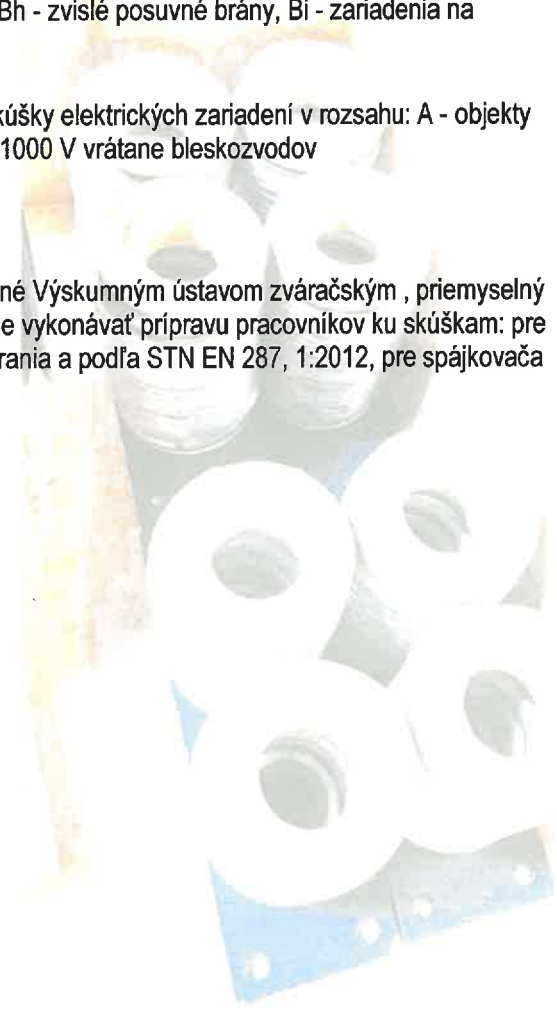 Bh - zvislé posuvné brány, Bi - zariadenia na
kúšky elektrických zariadení v rozsahu: A - objekty
1000 V vrátane bleskozvodov
né Výskumným ústavom zváračským , priemyselný
e vykonávať prípravu pracovníkov ku skúškam: pre
rania a podľa STN EN 287, 1:2012, pre spájkovača